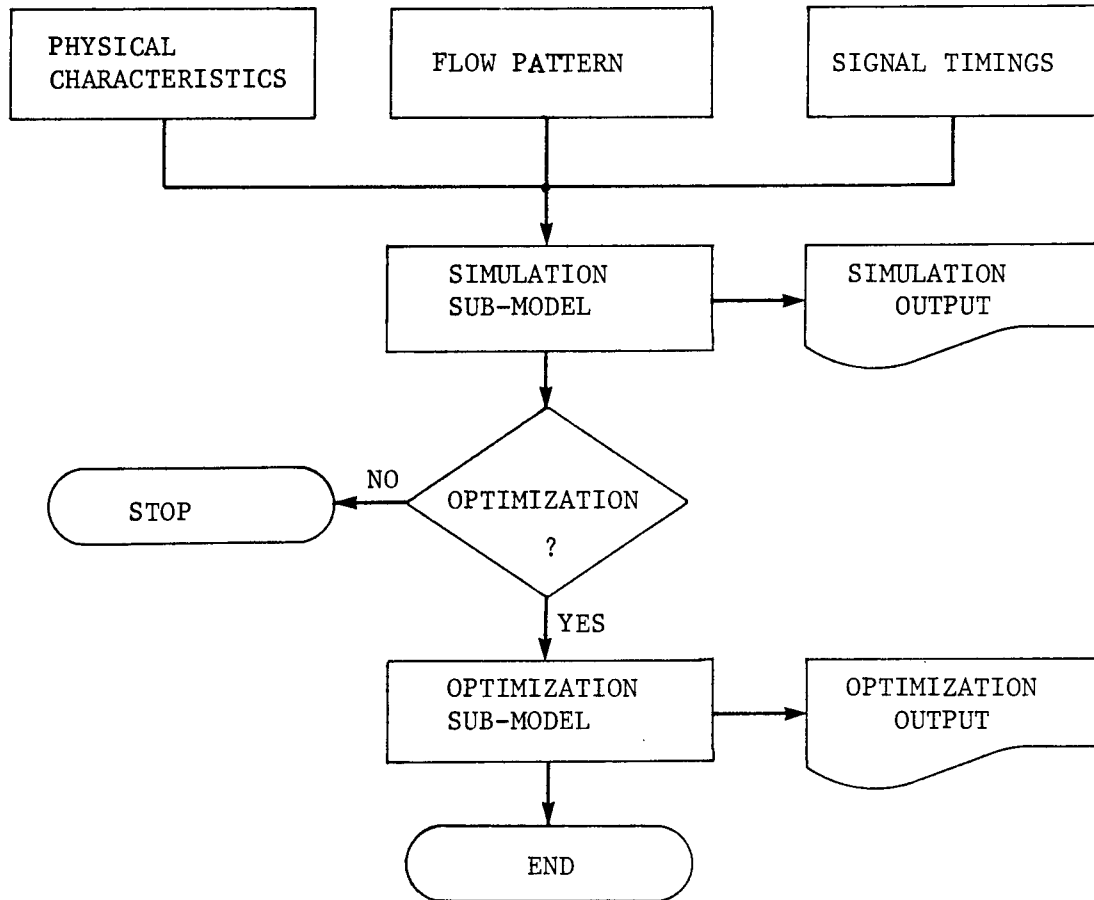 PHYSICAL
CHARACTERISTICS
FLOW PATTERN
SIGNAL TIMINGS
SIMULATION
SUB-MODEL
SIMULATION
OUTPUT
NO
OPTIMIZATION
?
STOP
YES
OPTIMIZATION
SUB-MODEL
OPTIMIZATION
OUTPUT
END